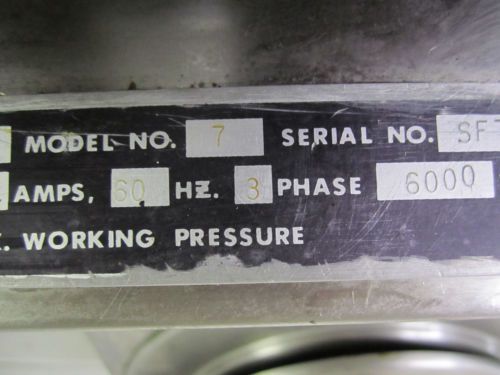 MODEL NO. 7 SERIAL NO. SF
AMPS, 60 HZ. 3 PHASE 6000
. WORKING PRESSURE